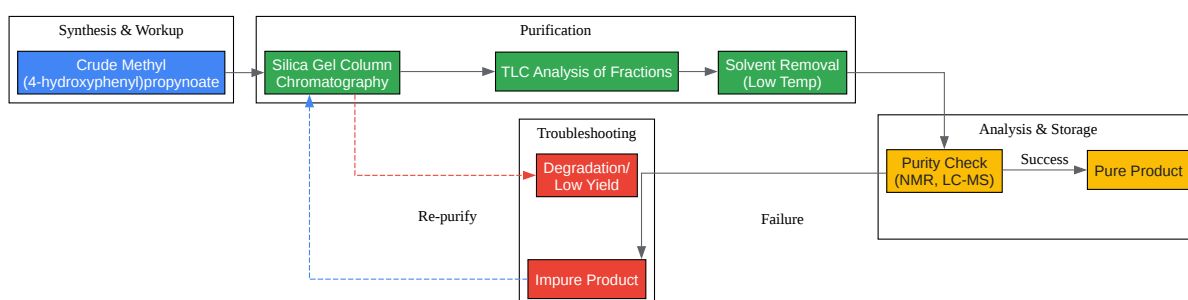 Synthesis & Workup
Crude Methyl
(4-hydroxyphenyl)propynoate
Purification
Silica Gel Column
Chromatography
TLC Analysis of Fractions
Solvent Removal
(Low Temp)
Troubleshooting
Degradation/
Low Yield
Impure Product
Re-purify
Failure
Analysis & Storage
Purity Check
(NMR, LC-MS)
Success
Pure Product